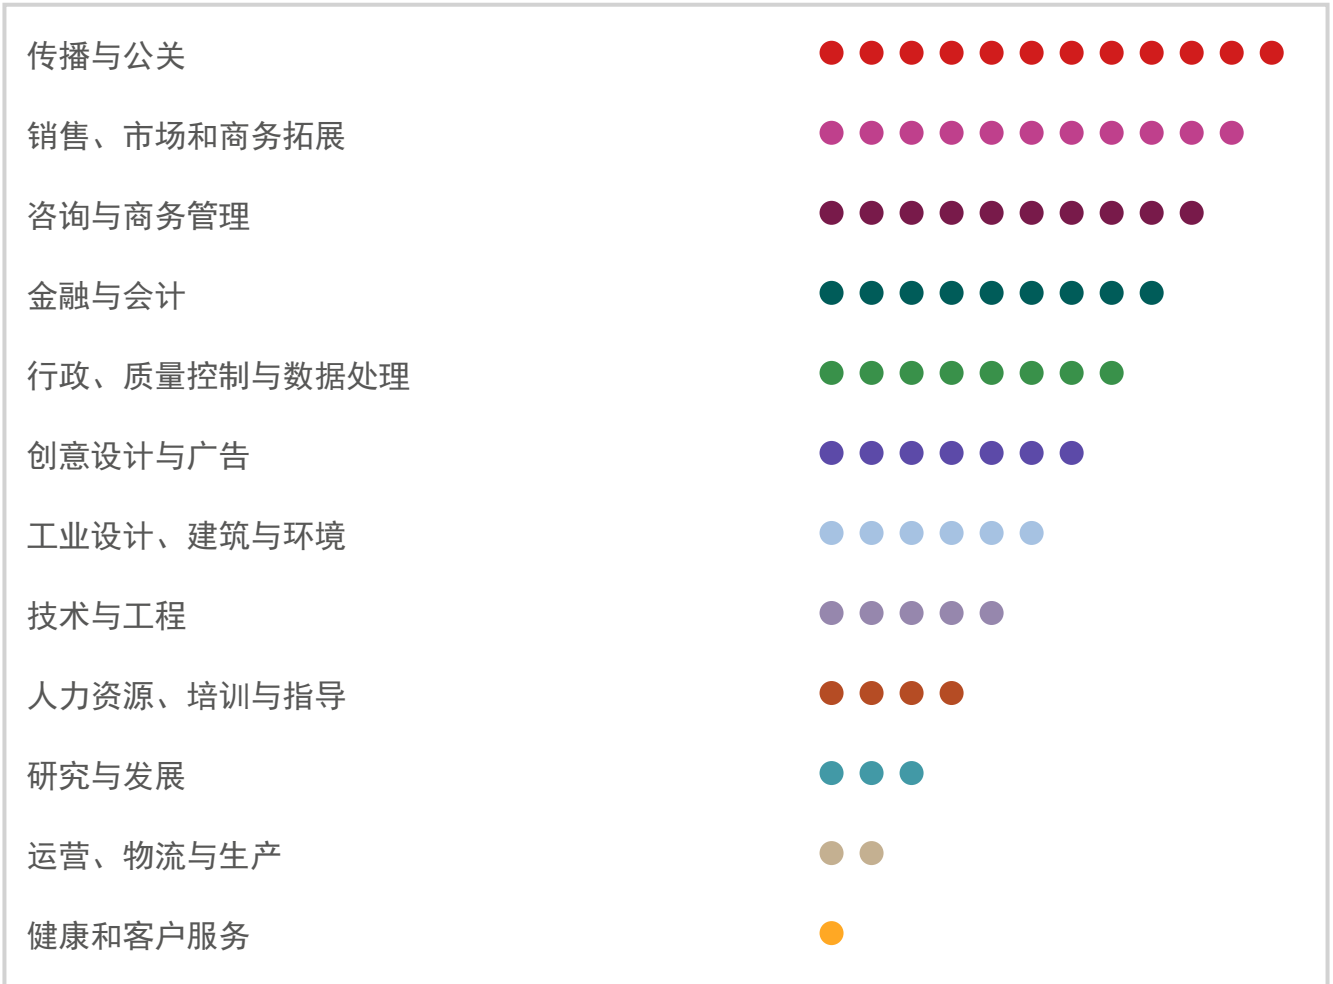 传播与公关
销售、市场和商务拓展
咨询与商务管理
金融与会计
行政、质量控制与数据处理
创意设计与广告
工业设计、建筑与环境
技术与工程
人力资源、培训与指导
研究与发展
运营、物流与生产
健康和客户服务